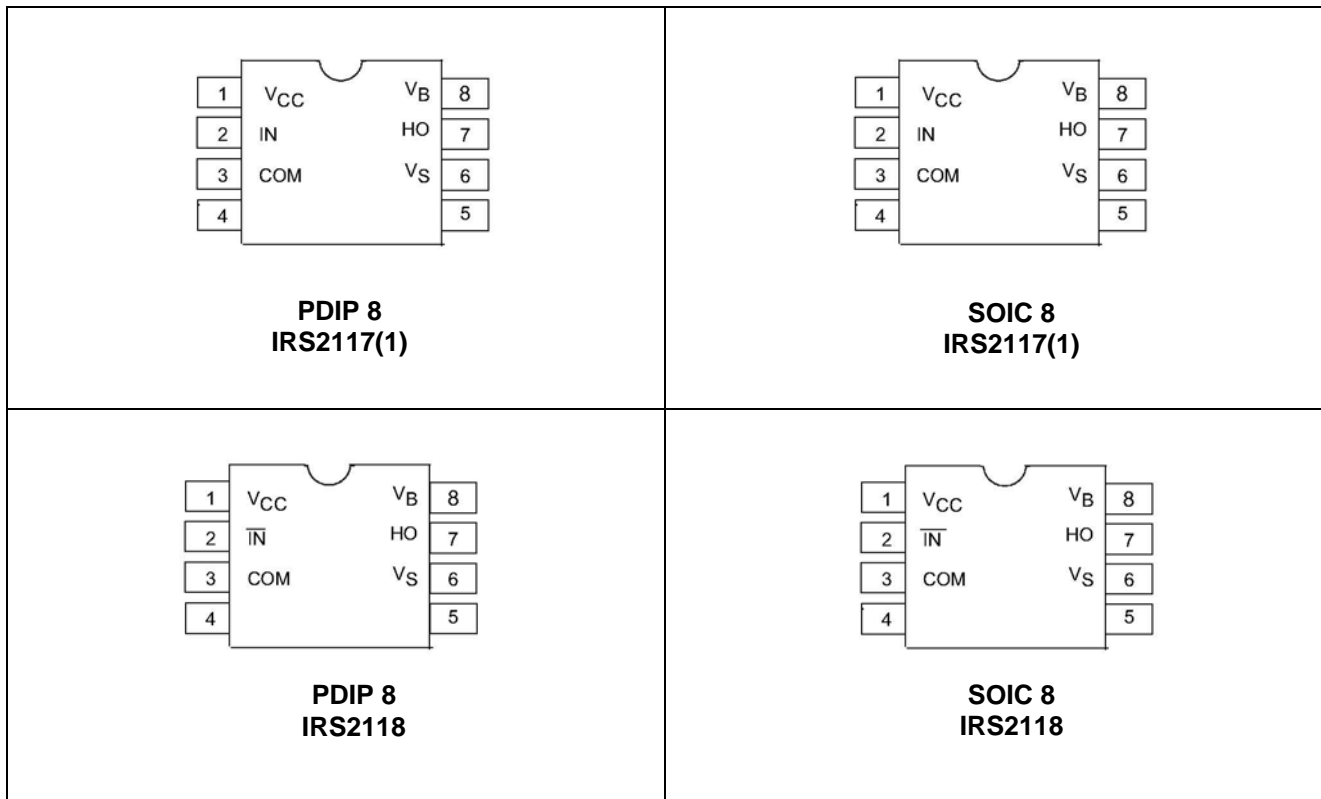 1 VCC VB 8
2 IN HO 7
3 COM VS 6
4 5
PDIP 8
IRS2117(1)
1 VCC VB 8
2 IN HO 7
3 COM VS 6
4 5
SOIC 8
IRS2117(1)
1 VCC VB 8
2 I̅N̅ HO 7
3 COM VS 6
4 5
PDIP 8
IRS2118
1 VCC VB 8
2 I̅N̅ HO 7
3 COM VS 6
4 5
SOIC 8
IRS2118